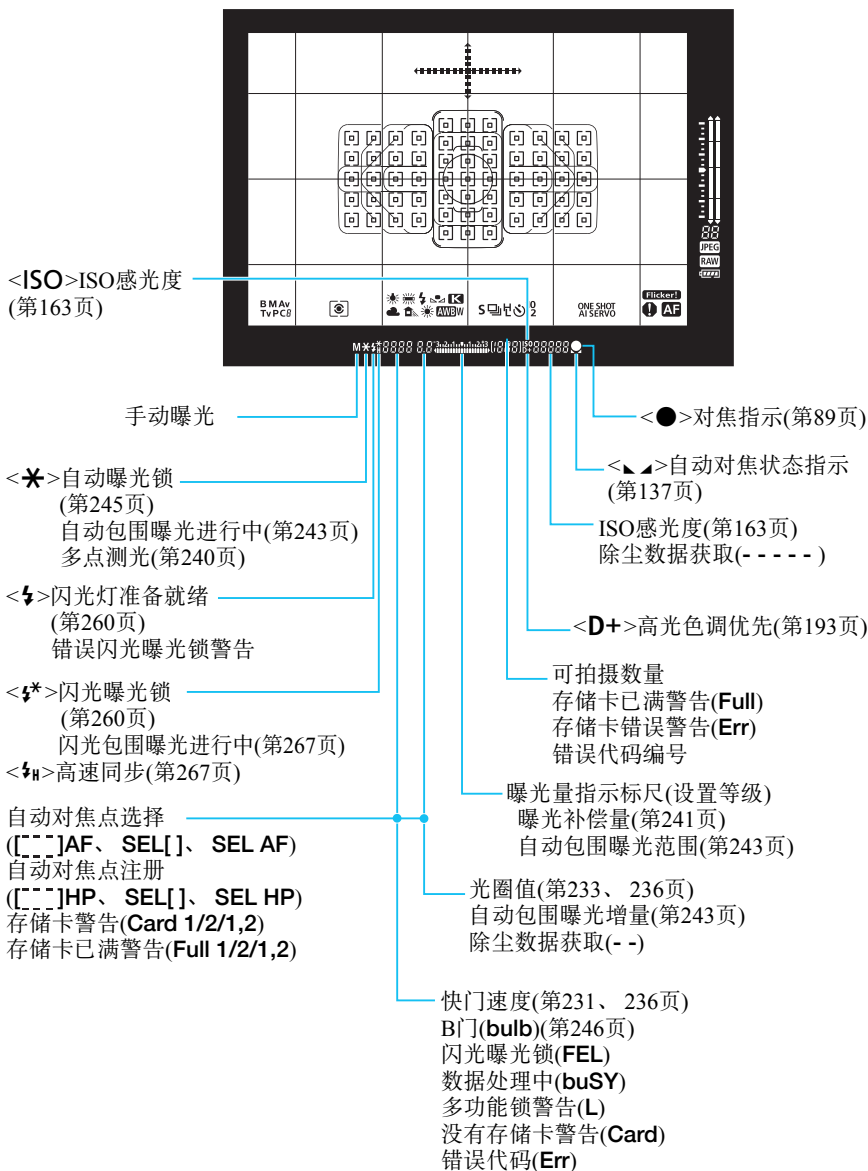 88
JPEG
RAW
B M Av
Tv P C8
K
AWB W
S
10
2
ONE SHOT
AI SERVO
Flicker!
AF
<ISO>ISO感光度
(第163页)
手动曝光
<✱>自动曝光锁
(第245页)
自动包围曝光进行中(第243页)
多点测光(第240页)
<⚡>闪光灯准备就绪
(第260页)
错误闪光曝光锁警告
<⚡*>闪光曝光锁
(第260页)
闪光包围曝光进行中(第267页)
<⚡H>高速同步(第267页)
自动对焦点选择
([- - -]AF、 SEL[ ]、 SEL AF)
自动对焦点注册
([- - -]HP、 SEL[ ]、 SEL HP)
存储卡警告(Card 1/2/1,2)
存储卡已满警告(Full 1/2/1,2)
<●>对焦指示(第89页)
<◣ ◢>自动对焦状态指示
(第137页)
ISO感光度(第163页)
除尘数据获取(- - - - - )
<D+>高光色调优先(第193页)
可拍摄数量
存储卡已满警告(Full)
存储卡错误警告(Err)
错误代码编号
曝光量指示标尺(设置等级)
曝光补偿量(第241页)
自动包围曝光范围(第243页)
光圈值(第233、 236页)
自动包围曝光增量(第243页)
除尘数据获取(- -)
快门速度(第231、 236页)
B门(bulb)(第246页)
闪光曝光锁(FEL)
数据处理中(buSY)
多功能锁警告(L)
没有存储卡警告(Card)
错误代码(Err)